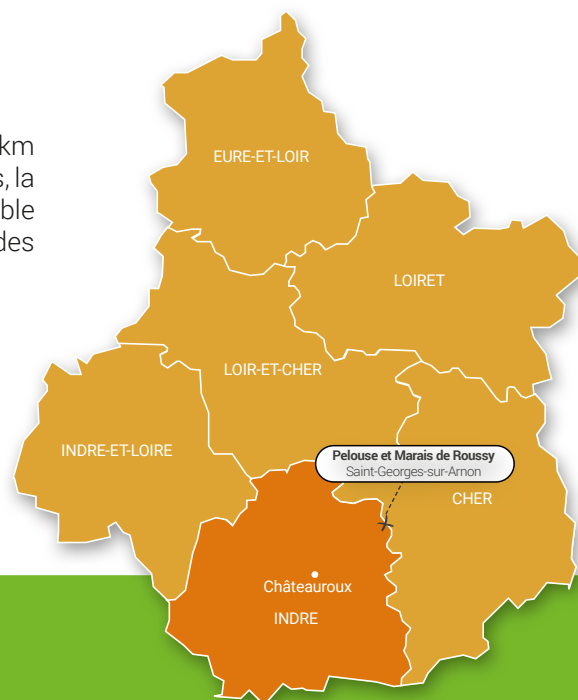 km
s, la
ble
des
EURE-ET-LOIR
LOIRET
LOIR-ET-CHER
INDRE-ET-LOIRE
Pelouse et Marais de Roussy
Saint-Georges-sur-Arnon
CHER
Châteauroux
INDRE